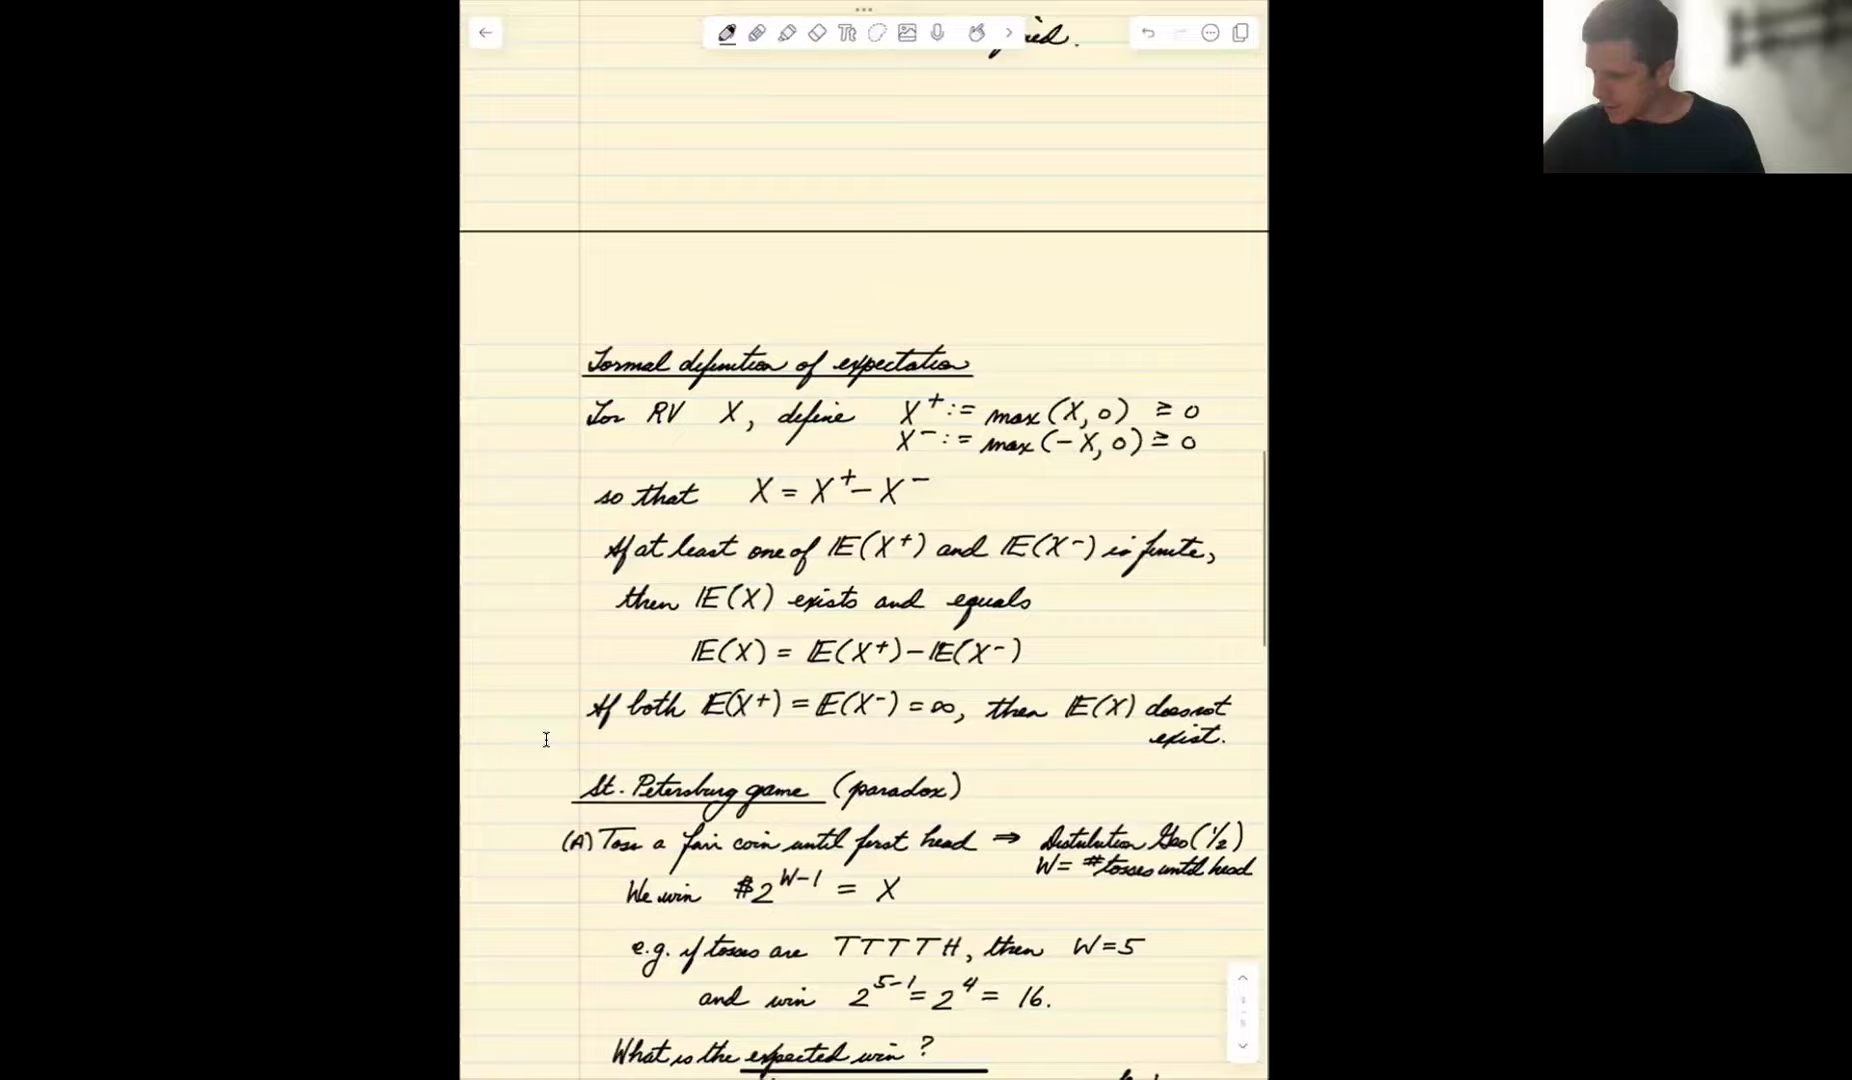 ied.
Formal definition of expectation
For RV X, define X⁺ := max(X, 0) ≥ 0
X⁻ := max(-X, 0) ≥ 0
so that X = X⁺ - X⁻
If at least one of 𝔼(X⁺) and 𝔼(X⁻) is finite,
then 𝔼(X) exists and equals
𝔼(X) = 𝔼(X⁺) - 𝔼(X⁻)
If both 𝔼(X⁺) = 𝔼(X⁻) = ∞, then 𝔼(X) does not
exist.
St. Petersburg game (paradox)
(A) Toss a fair coin until first head ⇒ Distribution Geo(1/2)
W = # tosses until head
We win $2^{W-1} = X
e.g. if tosses are TTTTH, then W=5
and win 2^{5-1} = 2^4 = 16.
What is the expected win?